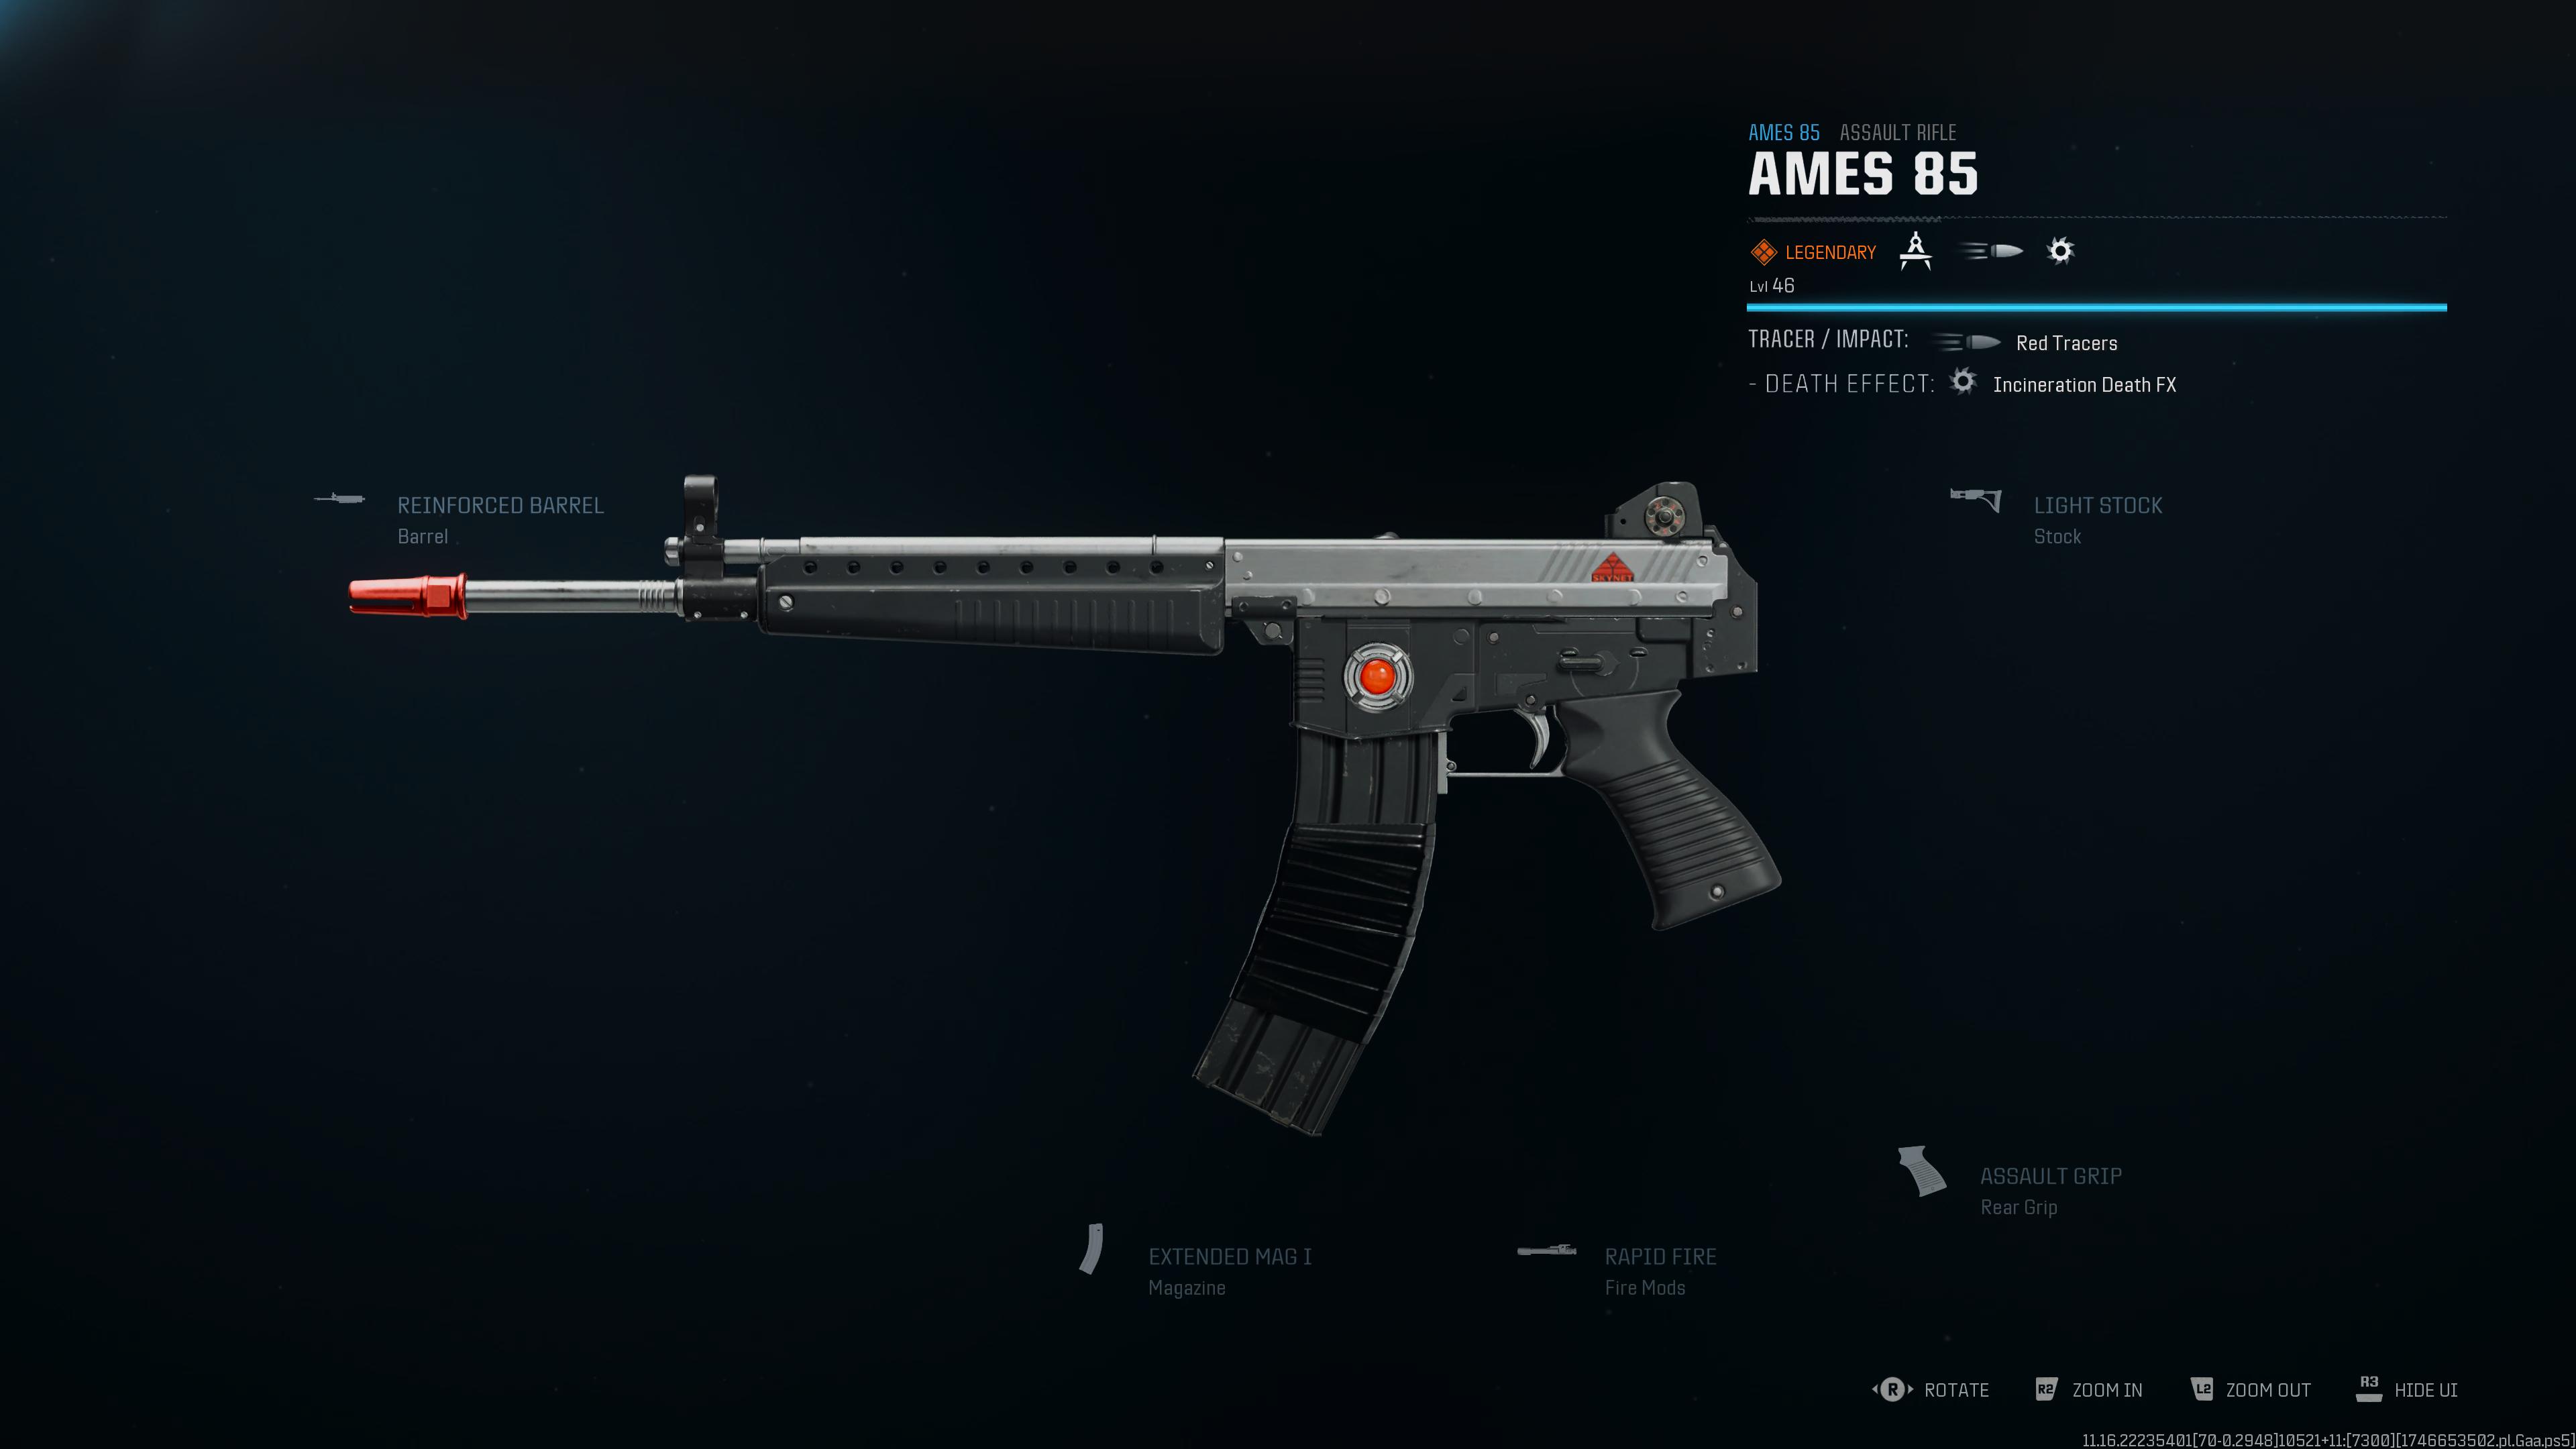 AMES 85 ASSAULT RIFLE
AMES 85
LEGENDARY
Lvl 46
TRACER / IMPACT: Red Tracers
- DEATH EFFECT: Incineration Death FX
REINFORCED BARREL
Barrel
LIGHT STOCK
Stock
SKYNET
ASSAULT GRIP
Rear Grip
EXTENDED MAG I
Magazine
RAPID FIRE
Fire Mods
R ROTATE R2 ZOOM IN L2 ZOOM OUT R3 HIDE UI
11.16.22235401[70-0.2948]10521+11:[7300][1746653502.pl.Gaa.ps5]